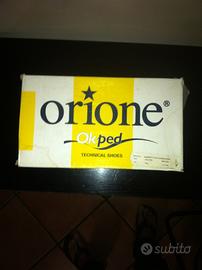 orione®
Okped
TECHNICAL SHOES
subito